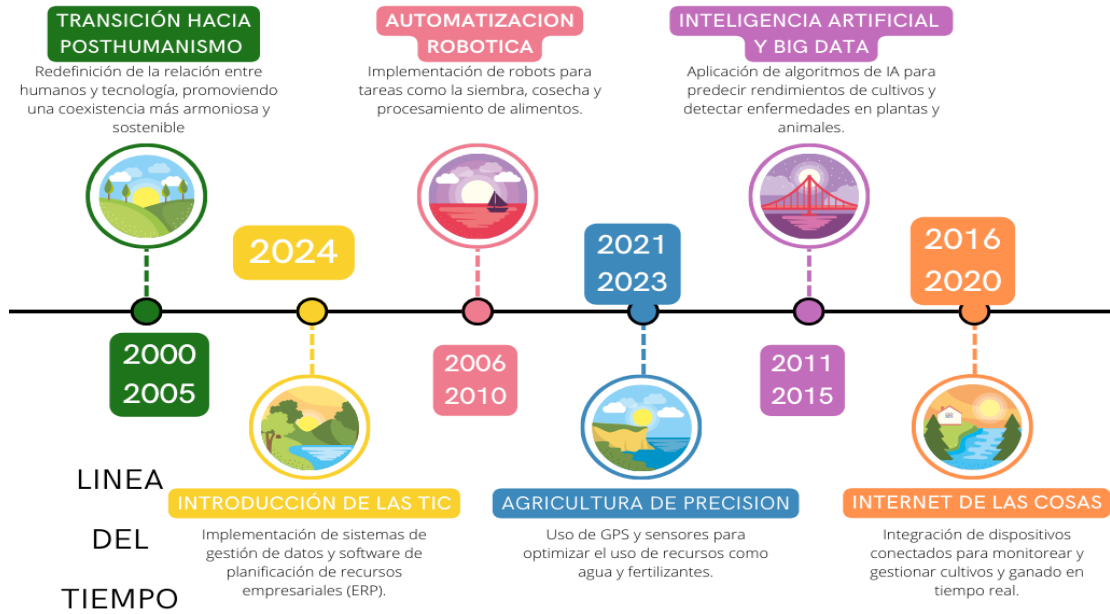 TRANSICIÓN HACIA
POSTHUMANISMO
Redefinición de la relación entre
humanos y tecnología, promoviendo
una coexistencia más armoniosa y
sostenible
AUTOMATIZACION
ROBOTICA
Implementación de robots para
tareas como la siembra, cosecha y
procesamiento de alimentos.
INTELIGENCIA ARTIFICIAL
Y BIG DATA
Aplicación de algoritmos de IA para
predecir rendimientos de cultivos y
detectar enfermedades en plantas y
animales.
2024
2021
2023
2016
2020
2000
2005
2006
2010
2011
2015
LINEA
DEL
TIEMPO
INTRODUCCIÓN DE LAS TIC
Implementación de sistemas de
gestión de datos y software de
planificación de recursos
empresariales (ERP).
AGRICULTURA DE PRECISION
Uso de GPS y sensores para
optimizar el uso de recursos como
agua y fertilizantes.
INTERNET DE LAS COSAS
Integración de dispositivos
conectados para monitorear y
gestionar cultivos y ganado en
tiempo real.